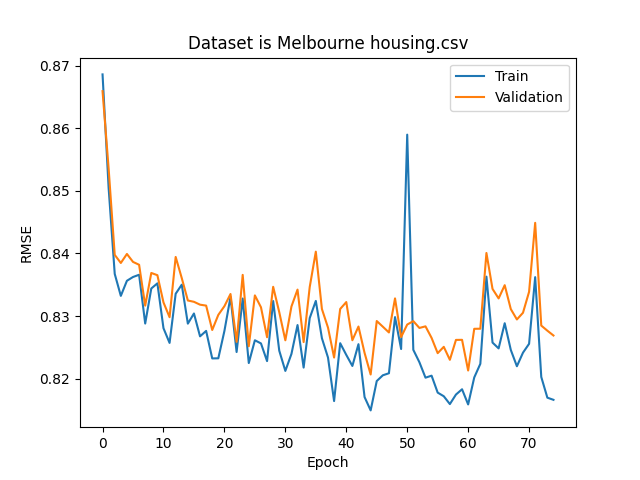 Dataset is Melbourne housing.csv
0.87
0.86
0.85
0.84
0.83
0.82
RMSE
Train
Validation
0 10 20 30 40 50 60 70
Epoch